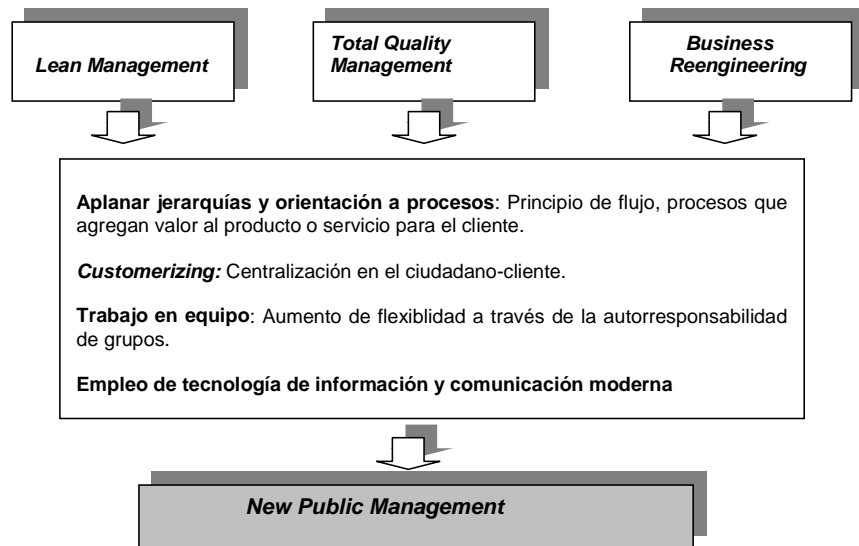 Lean Management
Total Quality
Management
Business
Reengineering
Aplanar jerarquías y orientación a procesos: Principio de flujo, procesos que
agregan valor al producto o servicio para el cliente.
Customerizing: Centralización en el ciudadano-cliente.
Trabajo en equipo: Aumento de flexiblidad a través de la autorresponsabilidad
de grupos.
Empleo de tecnología de información y comunicación moderna
New Public Management